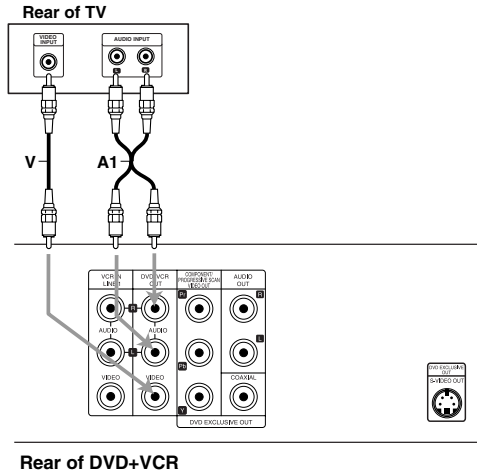 Rear of TV
VIDEO
INPUT
AUDIO INPUT
L
R
V
A1
VCR IN
LINE 1
DVD/VCR
OUT
COMPONENT/
PROGRESSIVE SCAN
VIDEO OUT
AUDIO
OUT
Pr
R
R
AUDIO
AUDIO
L
L
Pb
VIDEO
VIDEO
COAXIAL
Y
DVD EXCLUSIVE OUT
DVD EXCLUSIVE
OUT
S-VIDEO OUT
Rear of DVD+VCR